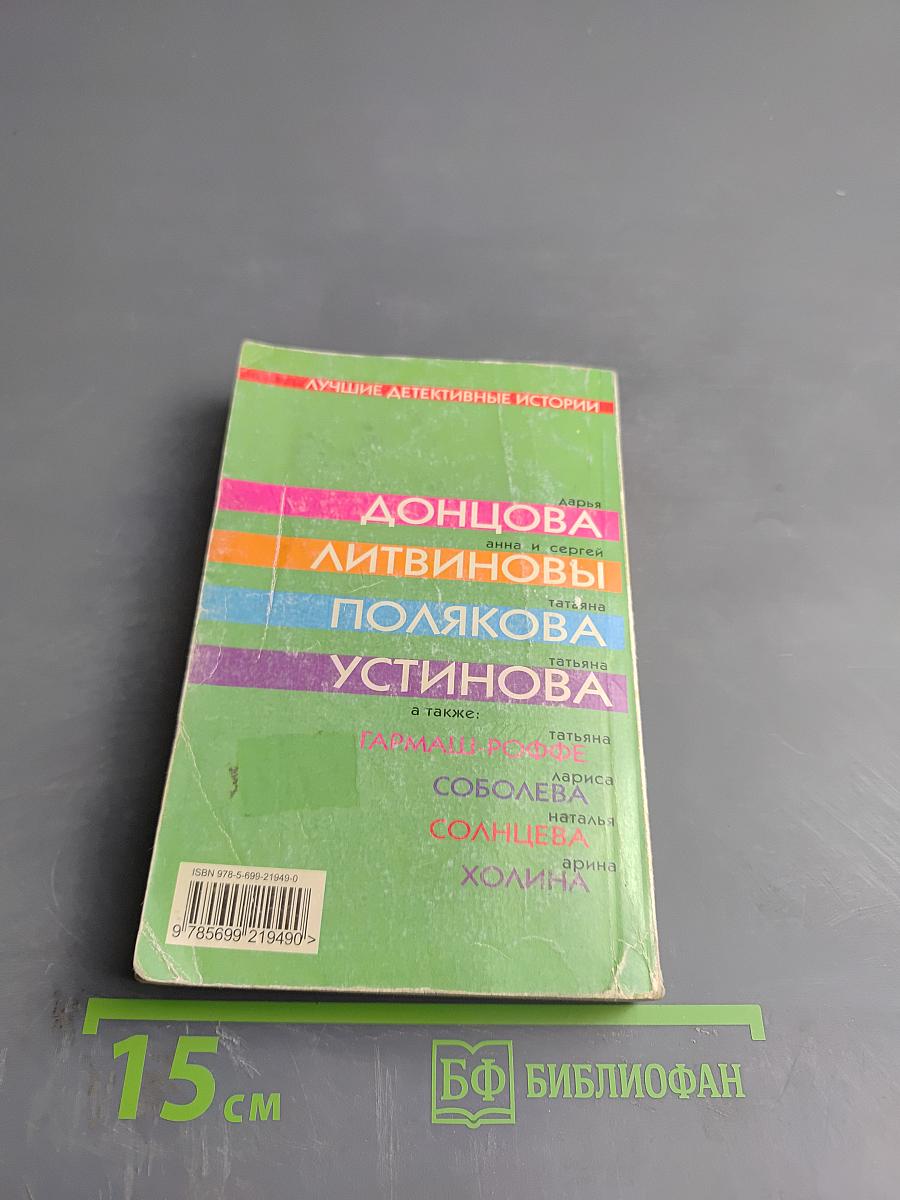 ЛУЧШИЕ ДЕТЕКТИВНЫЕ ИСТОРИИ
дарья
ДОНЦОВА
анна и сергей
ЛИТВИНОВЫ
татьяна
ПОЛЯКОВА
татьяна
УСТИНОВА
а также:
татьяна
ГАРМАШ-РОФФЕ
лариса
СОБОЛЕВА
наталья
СОЛНЦЕВА
арина
ХОЛИНА
ISBN 978-5-699-21949-0
9 785699 219490 >
15 см
БФ БИБЛИОФАН